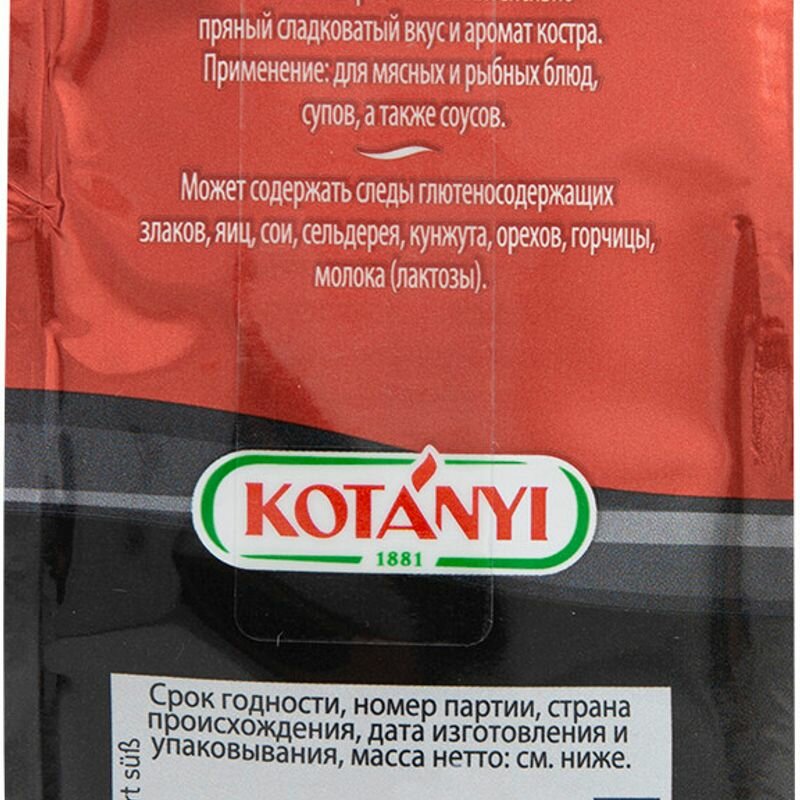 пряный сладковатый вкус и аромат костра.
Применение: для мясных и рыбных блюд,
супов, а также соусов.
Может содержать следы глютеносодержащих
злаков, яиц, сои, сельдерея, кунжута, орехов, горчицы,
молока (лактозы).
KOTÁNYI
1881
Срок годности, номер партии, страна
происхождения, дата изготовления и
упаковывания, масса нетто: см. ниже.
rt süß